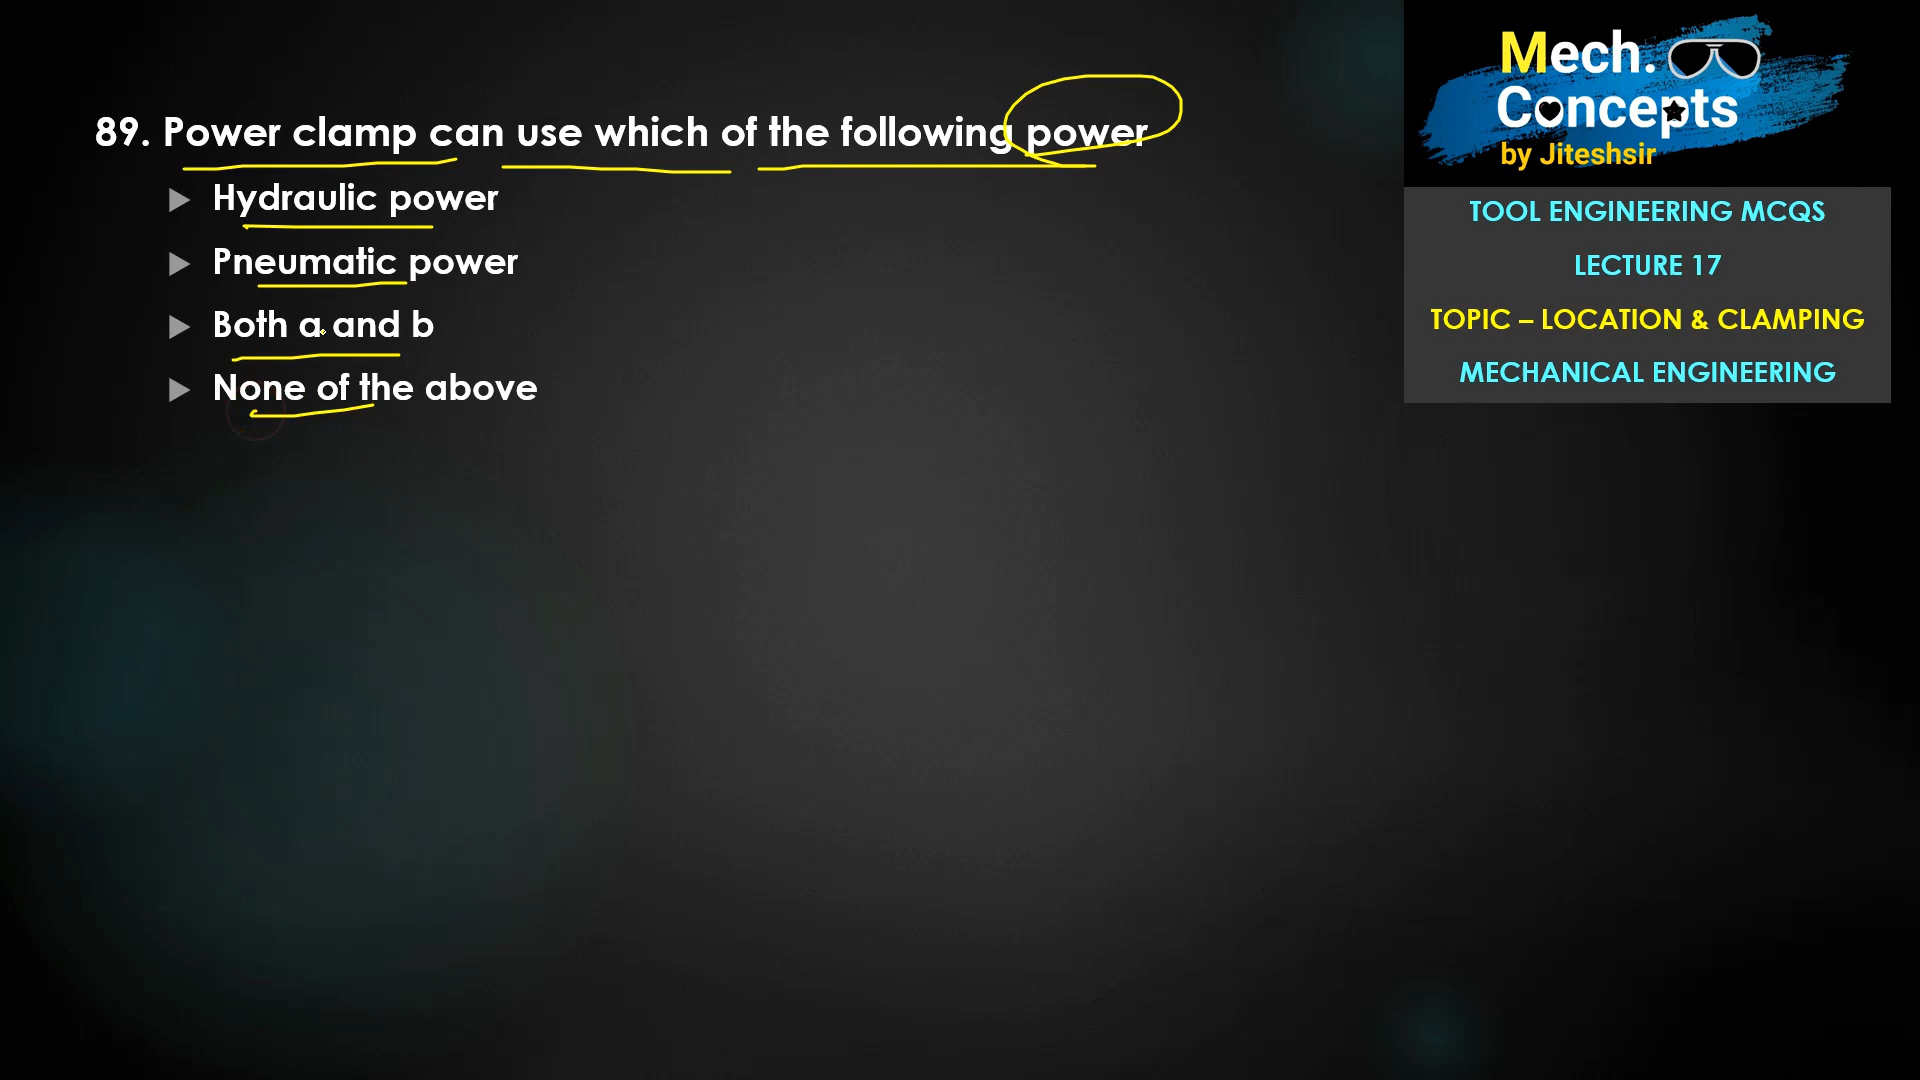 89. Power clamp can use which of the following power
Hydraulic power
Pneumatic power
Both a and b
None of the above
Mech.
Concepts
by Jiteshsir
TOOL ENGINEERING MCQS
LECTURE 17
TOPIC – LOCATION & CLAMPING
MECHANICAL ENGINEERING